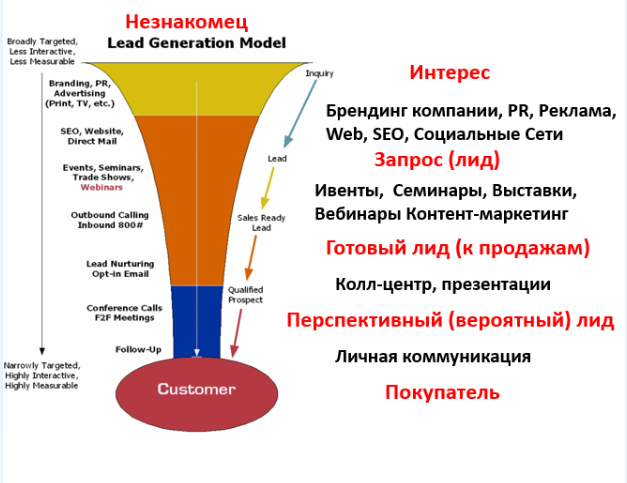 Незнакомец
Lead Generation Model
Broadly Targeted,
Less Interactive,
Less Measurable
Branding, PR,
Advertising
(Print, TV, etc.)
SEO, Website,
Direct Mail
Events, Seminars,
Trade Shows,
Webinars
Outbound Calling
Inbound 800#
Lead Nurturing
Opt-in Email
Conference Calls
F2F Meetings
Follow-Up
Narrowly Targeted,
Highly Interactive,
Highly Measurable
Inquiry
Lead
Sales Ready
Lead
Qualified
Prospect
Customer
Интерес
Брендинг компании, PR, Реклама,
Web, SEO, Социальные Сети
Запрос (лид)
Ивенты, Семинары, Выставки,
Вебинары Контент-маркетинг
Готовый лид (к продажам)
Колл-центр, презентации
Перспективный (вероятный) лид
Личная коммуникация
Покупатель